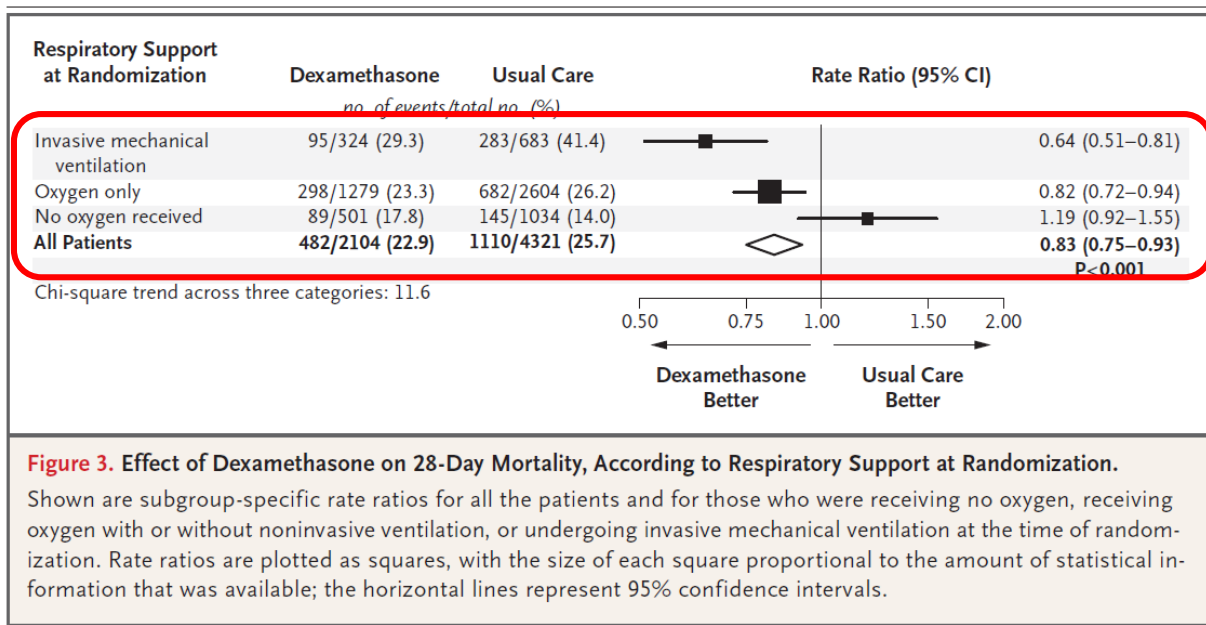 Respiratory Support
at Randomization Dexamethasone Usual Care Rate Ratio (95% CI)
no. of events/total no. (%)
Invasive mechanical 95/324 (29.3) 283/683 (41.4) 0.64 (0.51–0.81)
ventilation
Oxygen only 298/1279 (23.3) 682/2604 (26.2) 0.82 (0.72–0.94)
No oxygen received 89/501 (17.8) 145/1034 (14.0) 1.19 (0.92–1.55)
All Patients 482/2104 (22.9) 1110/4321 (25.7) 0.83 (0.75–0.93)
P<0.001
Chi-square trend across three categories: 11.6
0.50 0.75 1.00 1.50 2.00
Dexamethasone Usual Care
Better Better
Figure 3. Effect of Dexamethasone on 28-Day Mortality, According to Respiratory Support at Randomization.
Shown are subgroup-specific rate ratios for all the patients and for those who were receiving no oxygen, receiving
oxygen with or without noninvasive ventilation, or undergoing invasive mechanical ventilation at the time of random-
ization. Rate ratios are plotted as squares, with the size of each square proportional to the amount of statistical in-
formation that was available; the horizontal lines represent 95% confidence intervals.